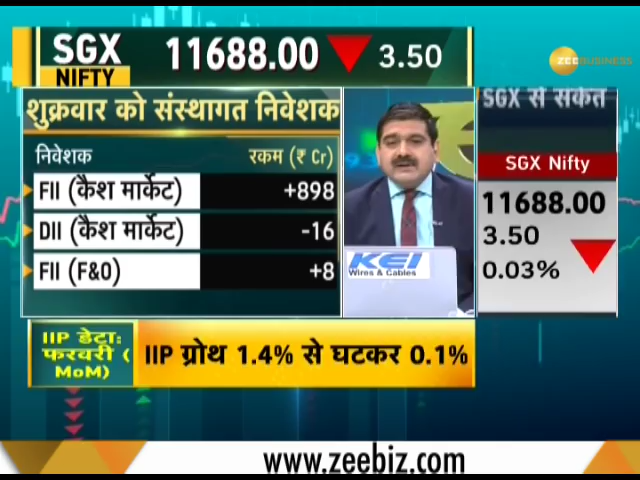 SGX
NIFTY
11688.00
3.50
ZEE BUSINESS
शुक्रवार को संस्थागत निवेशक
निवेशक रकम (₹ Cr)
FII (कैश मार्केट) +898
DII (कैश मार्केट) -16
FII (F&O) +8
KEI
Wires & Cables
SGX से संकेत
SGX Nifty
11688.00
3.50
0.03%
IIP डेटा:
फरवरी (
MoM)
IIP ग्रोथ 1.4% से घटकर 0.1%
www.zeebiz.com